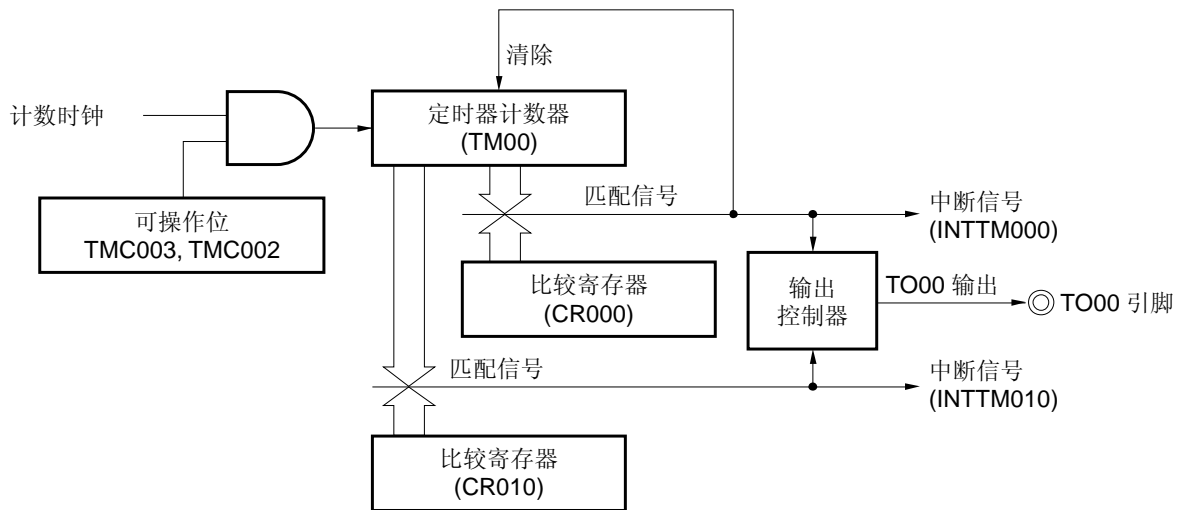 清除
计数时钟
定时器计数器
(TM00)
可操作位
TMC003, TMC002
匹配信号
中断信号
(INTTM000)
比较寄存器
(CR000)
输出
控制器
TO00 输出
TO00 引脚
匹配信号
中断信号
(INTTM010)
比较寄存器
(CR010)